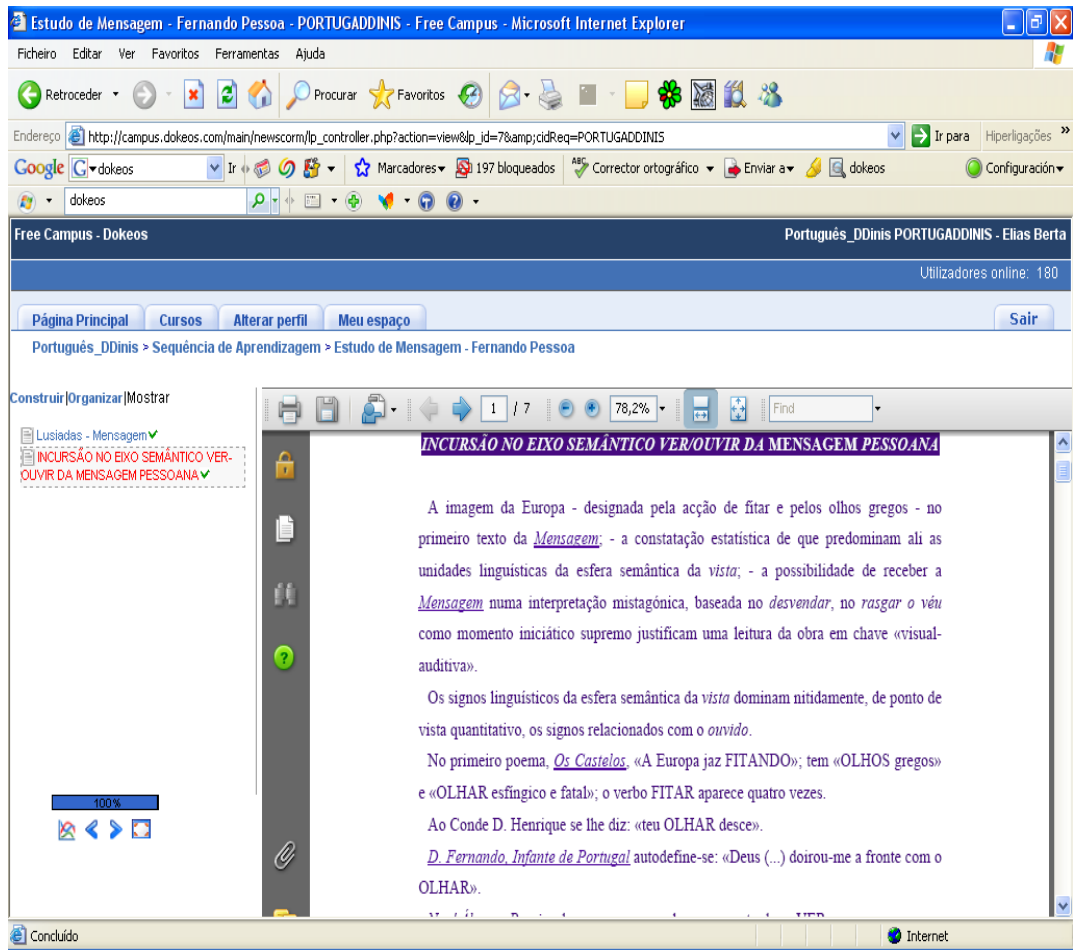 Estudo de Mensagem - Fernando Pessoa - PORTUGADDINIS - Free Campus - Microsoft Internet Explorer
Ficheiro Editar Ver Favoritos Ferramentas Ajuda
Retroceder Procurar Favoritos
Endereço http://campus.dokeos.com/main/newscorm/lp_controller.php?action=view&lp_id=7&amp;cidReq=PORTUGADDINIS Ir para Hiperligações »
Google G dokeos Ir Marcadores 197 bloqueados ABC Corrector ortográfico Enviar a dokeos Configuración
dokeos
Free Campus - Dokeos Português_DDinis PORTUGADDINIS - Elias Berta
Utilizadores online: 180
Página Principal Cursos Alterar perfil Meu espaço Sair
Português_DDinis > Sequência de Aprendizagem > Estudo de Mensagem - Fernando Pessoa
Construir|Organizar|Mostrar
1 / 7 78,2% Find
Lusiadas - Mensagem
INCURSÃO NO EIXO SEMÂNTICO VER-
OUVIR DA MENSAGEM PESSOANA
100%
INCURSÃO NO EIXO SEMÂNTICO VER/OUVIR DA MENSAGEM PESSOANA
A imagem da Europa - designada pela acção de fitar e pelos olhos gregos - no
primeiro texto da Mensagem; - a constatação estatística de que predominam ali as
unidades linguísticas da esfera semântica da vista; - a possibilidade de receber a
Mensagem numa interpretação mistagónica, baseada no desvendar, no rasgar o véu
como momento iniciático supremo justificam uma leitura da obra em chave «visual-
auditiva».
Os signos linguísticos da esfera semântica da vista dominam nitidamente, de ponto de
vista quantitativo, os signos relacionados com o ouvido.
No primeiro poema, Os Castelos, «A Europa jaz FITANDO»; tem «OLHOS gregos»
e «OLHAR esfíngico e fatal»; o verbo FITAR aparece quatro vezes.
Ao Conde D. Henrique se lhe diz: «teu OLHAR desce».
D. Fernando, Infante de Portugal autodefine-se: «Deus (...) doirou-me a fronte com o
OLHAR».
Concluído Internet